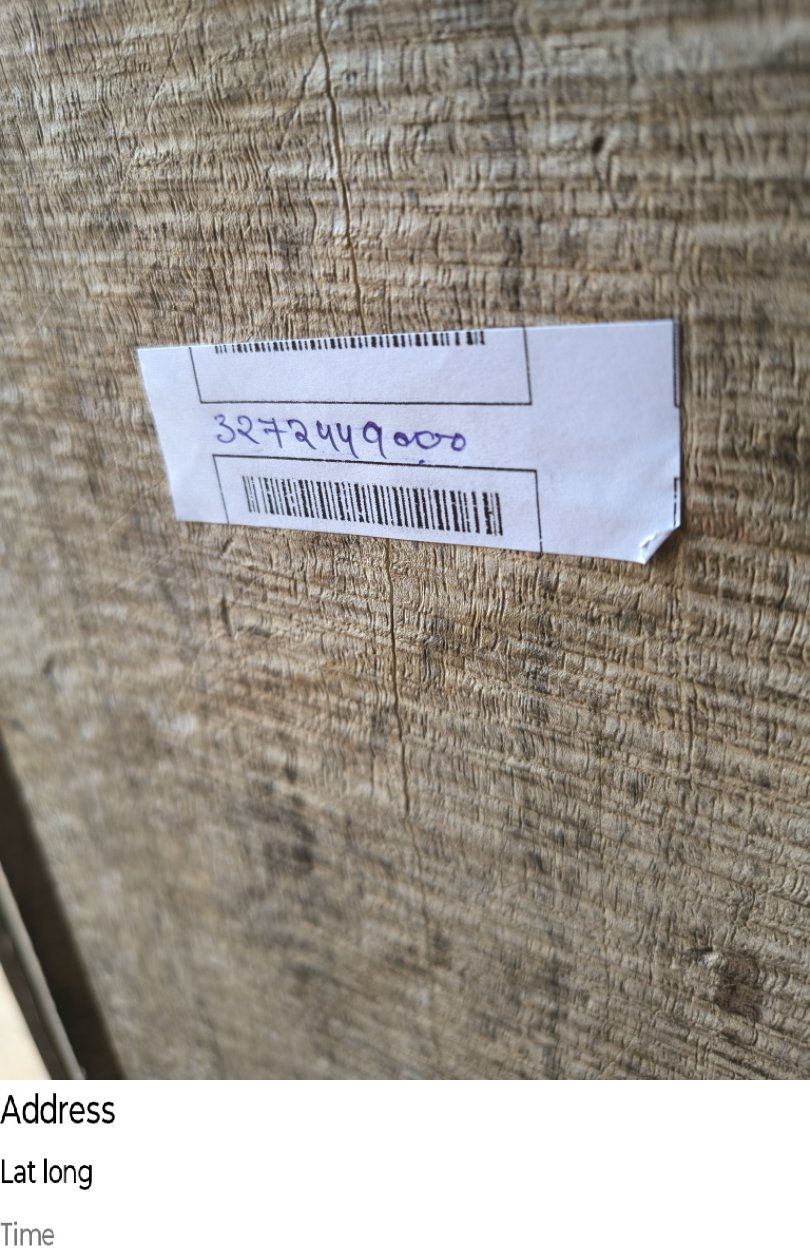 3272449000
Address
Lat long
Time